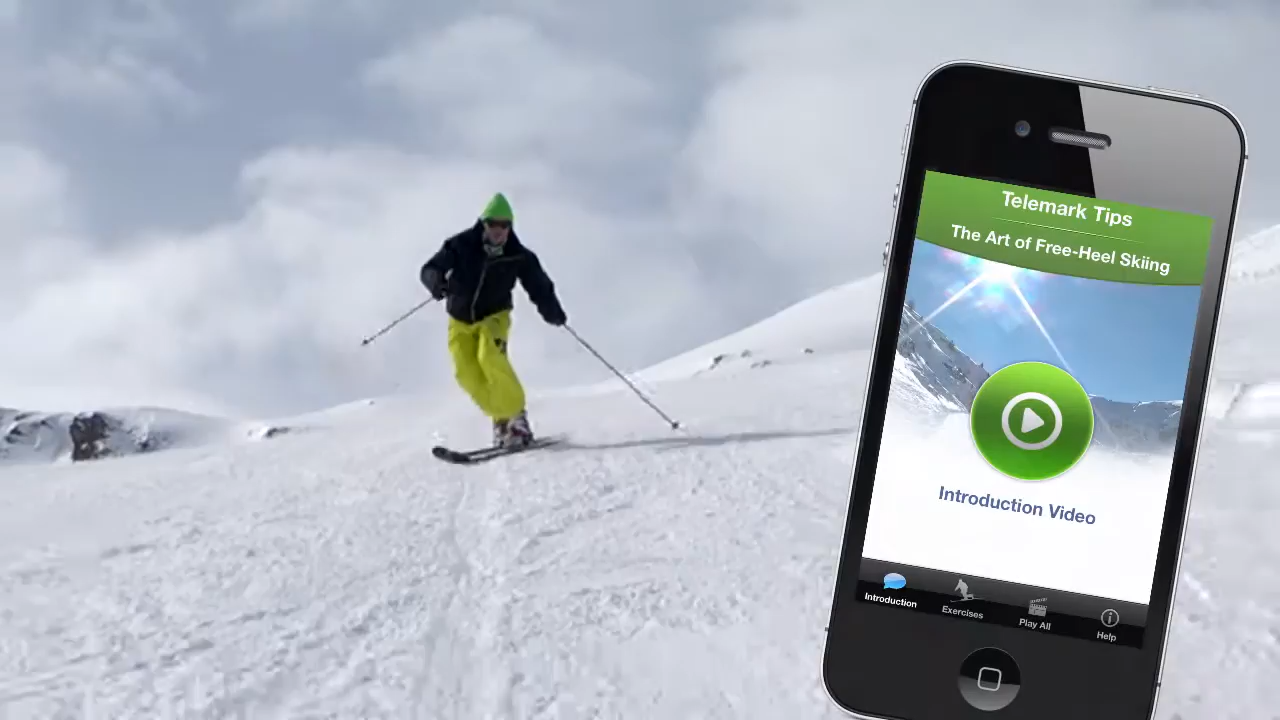 Telemark Tips
The Art of Free-Heel Skiing
Introduction Video
Introduction
Exercises
Play All
Help